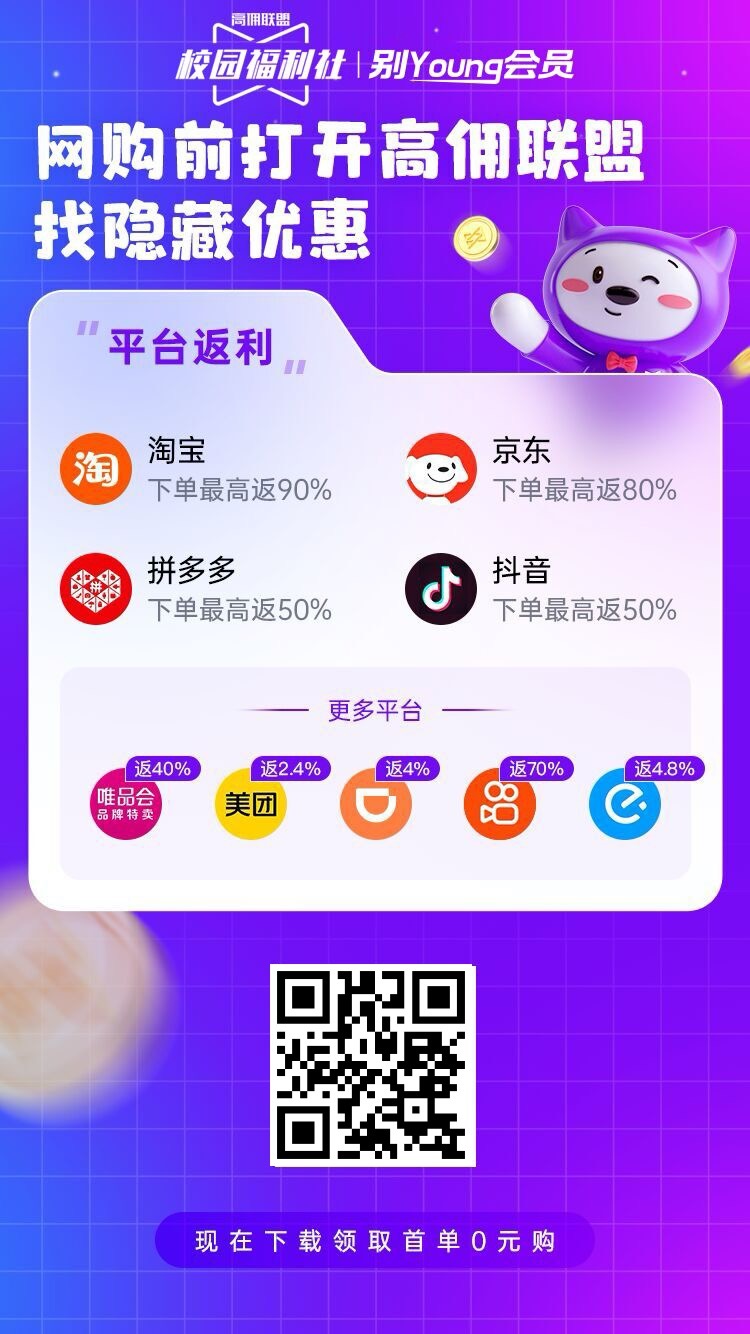 高佣联盟
校园福利社 | 别Young会员
网购前打开高佣联盟
找隐藏优惠
"平台返利"
淘
淘宝
下单最高返90%
京东
下单最高返80%
拼
拼多多
下单最高返50%
抖音
下单最高返50%
更多平台
返40%
返2.4%
返4%
返70%
返4.8%
唯品会
品牌特卖
美团
现在下载领取首单0元购